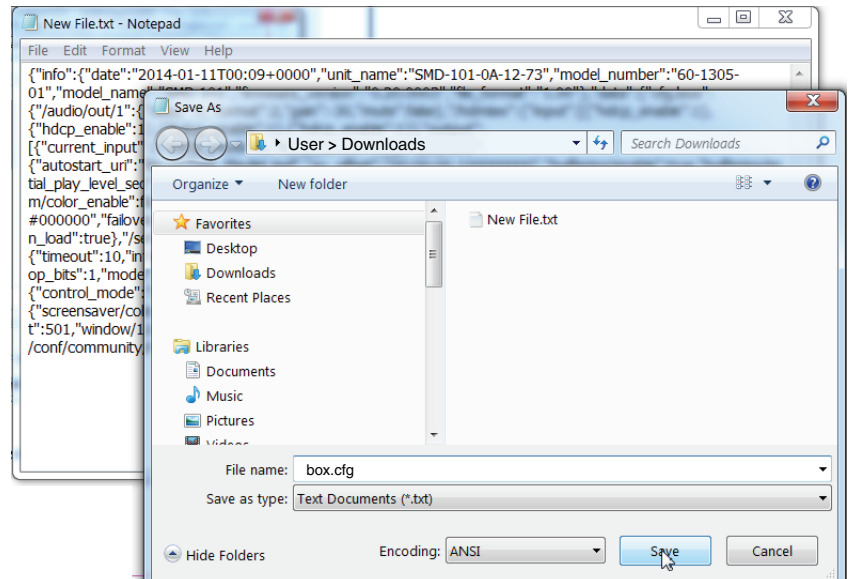 New File.txt - Notepad
File Edit Format View Help
{"info":{"date":"2014-01-11T00:09+0000","unit_name":"SMD-101-0A-12-73","model_number":"60-1305-
01","model_name"
{"/audio/out/1":{
{"hdcp_enable":1
[{"current_input"
{"autostart_uri":"
tial_play_level_sec
m/color_enable":f
#000000","failove
n_load":true},"/se
{"timeout":10,"in
op_bits":1,"mode
{"control_mode":
{"screensaver/col
t":501,"window/1
/conf/community
Save As
User > Downloads
Search Downloads
Organize New folder
Favorites
Desktop
Downloads
Recent Places
Libraries
Documents
Music
Pictures
Videos
New File.txt
File name: box.cfg
Save as type: Text Documents (*.txt)
Hide Folders Encoding: ANSI Save Cancel